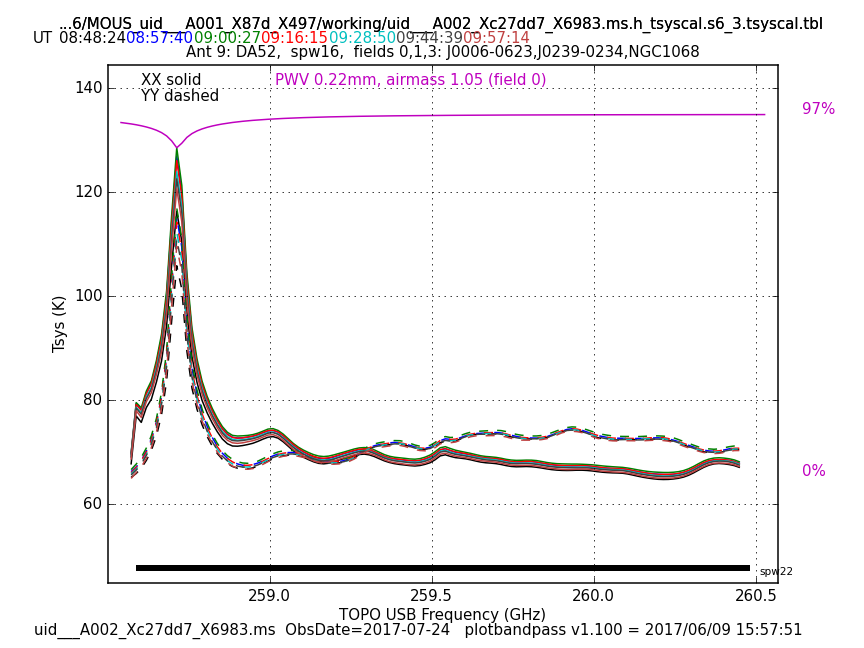 ...6/MOUS_uid___A001_X87d_X497/working/uid___A002_Xc27dd7_X6983.ms.h_tsyscal.s6_3.tsyscal.tbl
UT 08:48:24 08:57:40 09:00:27 09:16:15 09:28:50 09:44:39 09:57:14
Ant 9: DA52, spw16, fields 0,1,3: J0006-0623,J0239-0234,NGC1068
XX solid
PWV 0.22mm, airmass 1.05 (field 0)
YY dashed
97%
0%
140
120
100
80
60
Tsys (K)
spw22
259.0 259.5 260.0 260.5
TOPO USB Frequency (GHz)
uid___A002_Xc27dd7_X6983.ms ObsDate=2017-07-24 plotbandpass v1.100 = 2017/06/09 15:57:51